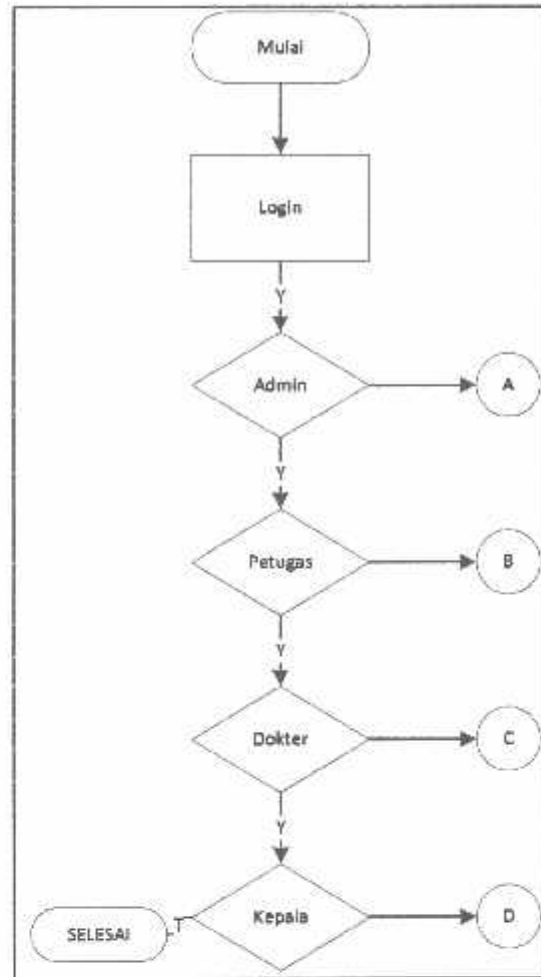 Mulai
Login
Y
Admin
A
Y
Petugas
B
Y
Dokter
C
Y
SELESAI
T
Kepala
D